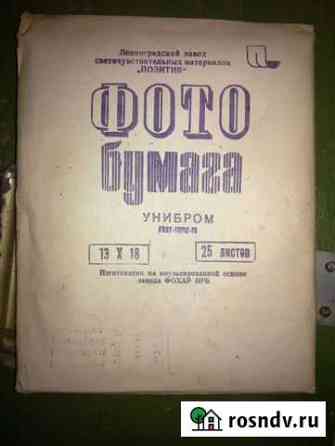 Ленинградский завод
светочувствительных материалов
"ПОЗИТИВ"
ФОТО
бумага
УНИБРОМ
13 X 18
25 листов
Изготовлено на эмульсированной основе
завода ФОХАР НРБ
rosndv.ru